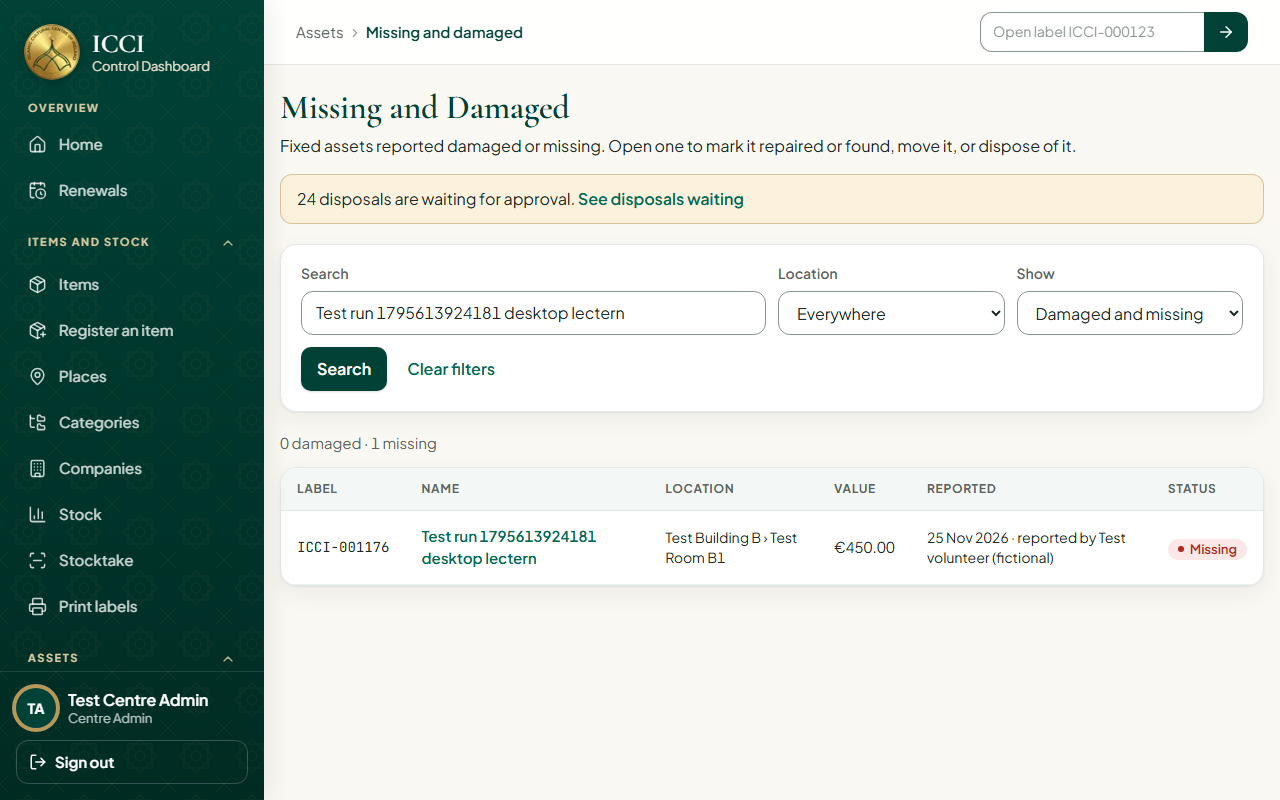 ICCI
Control Dashboard
OVERVIEW
Home
Renewals
ITEMS AND STOCK
Items
Register an item
Places
Categories
Companies
Stock
Stocktake
Print labels
ASSETS
TA
Test Centre Admin
Centre Admin
Sign out
Assets › Missing and damaged
Open label ICCI-000123
Missing and Damaged
Fixed assets reported damaged or missing. Open one to mark it repaired or found, move it, or dispose of it.
24 disposals are waiting for approval. See disposals waiting
Search
Location
Show
Test run 1795613924181 desktop lectern
Everywhere
Damaged and missing
Search
Clear filters
0 damaged · 1 missing
LABEL NAME LOCATION VALUE REPORTED STATUS
ICCI-001176
Test run 1795613924181
desktop lectern
Test Building B › Test
Room B1
€450.00
25 Nov 2026 · reported by Test
volunteer (fictional)
Missing